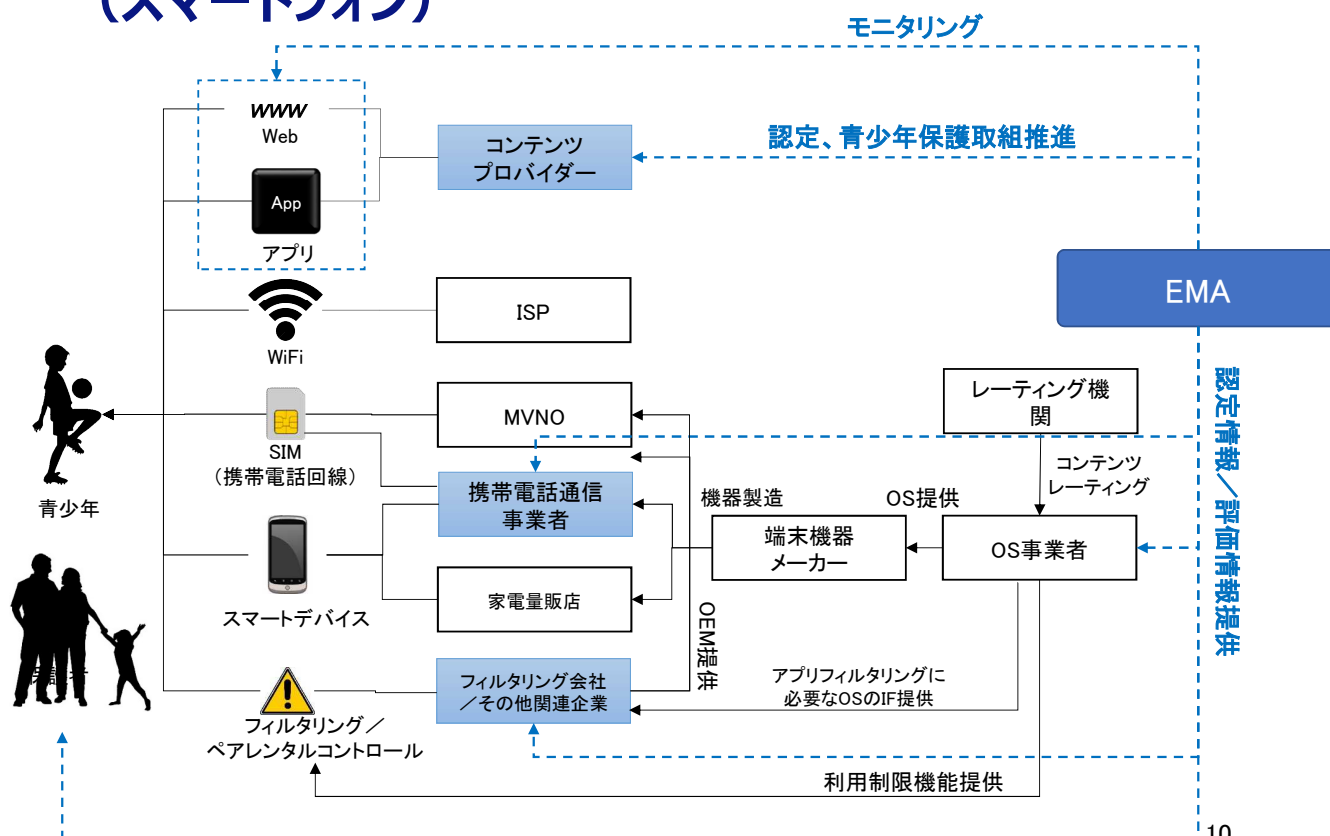 （スマートフォン）
モニタリング
WWW
Web
コンテンツ
プロバイダー
認定、青少年保護取組推進
App
アプリ
EMA
ISP
WiFi
レーティング機
関
MVNO
SIM
（携帯電話回線）
コンテンツ
レーティング
認定情報／評価情報提供
青少年
携帯電話通信
事業者
機器製造
OS提供
端末機器
メーカー
OS事業者
家電量販店
スマートデバイス
OEM提供
フィルタリング会社
／その他関連企業
アプリフィルタリングに
必要なOSのIF提供
フィルタリング／
ペアレンタルコントロール
利用制限機能提供
10